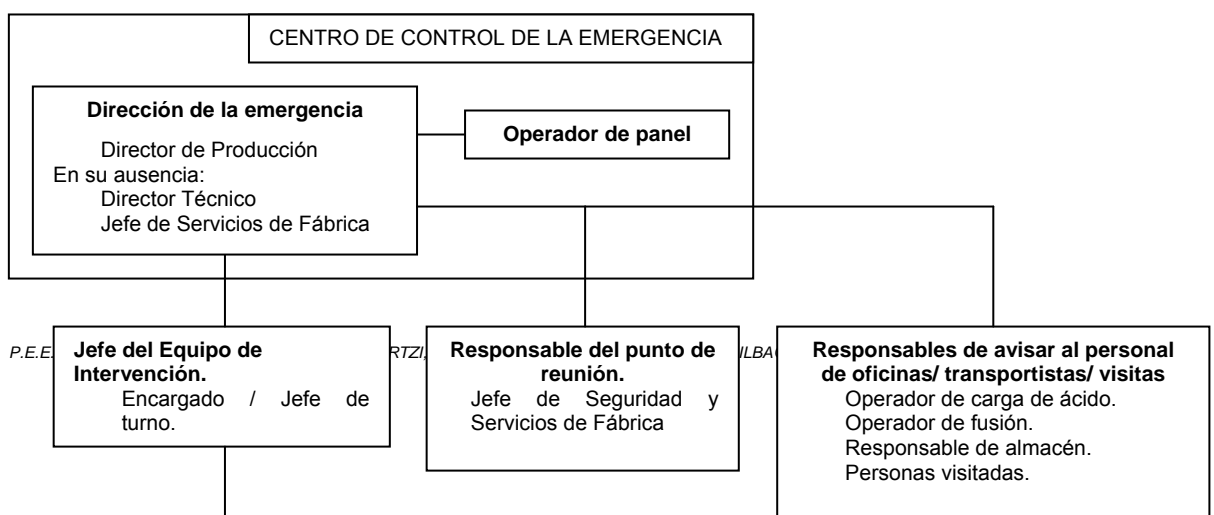 CENTRO DE CONTROL DE LA EMERGENCIA
Dirección de la emergencia
Director de Producción
En su ausencia:
Director Técnico
Jefe de Servicios de Fábrica
Operador de panel
P.E.E.
Jefe del Equipo de
Intervención.
Encargado / Jefe de
turno.
Responsable del punto de
reunión.
Jefe de Seguridad y
Servicios de Fábrica
Responsables de avisar al personal
de oficinas/ transportistas/ visitas
Operador de carga de ácido.
Operador de fusión.
Responsable de almacén.
Personas visitadas.